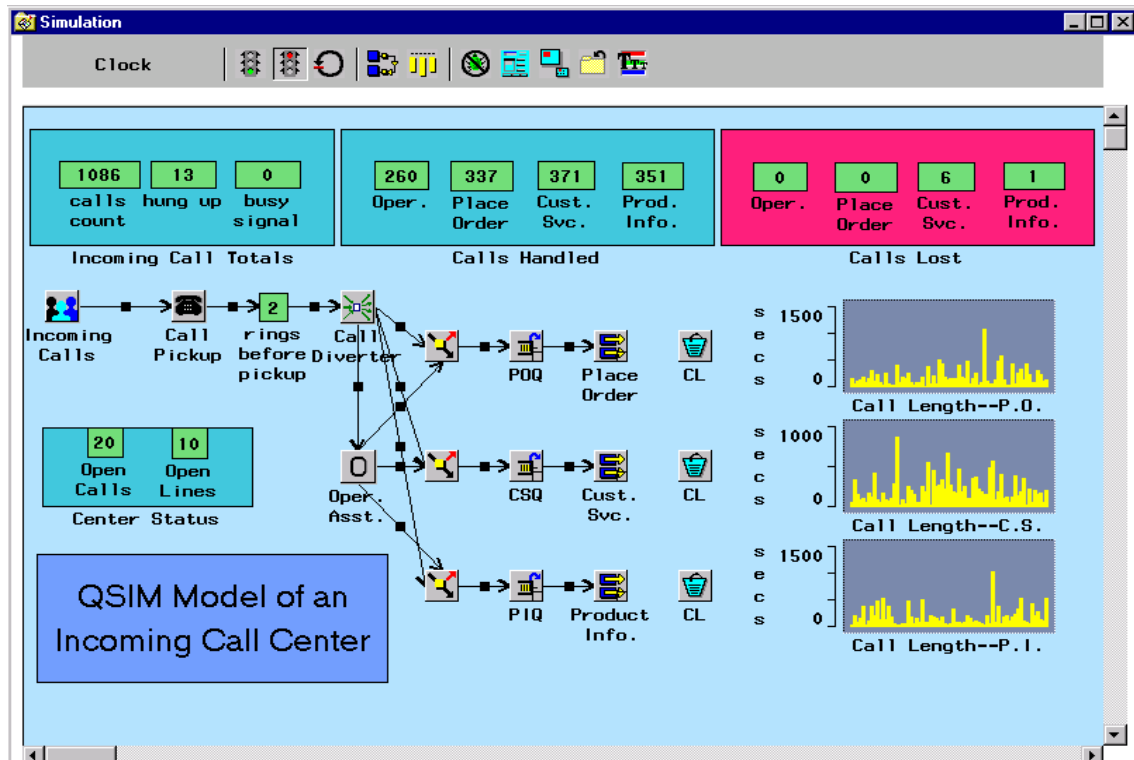 Simulation
Clock
1086 13 0
calls hung up busy
count signal
Incoming Call Totals
260 337 371 351
Oper. Place Cust. Prod.
Order Svc. Info.
Calls Handled
0 0 6 1
Oper. Place Cust. Prod.
Order Svc. Info.
Calls Lost
Incoming
Calls
Call
Pickup
2
rings
before
pickup
Call
Diverter
POQ
Place
Order
CL
secs
1500
0
Call Length--P.O.
20 10
Open Open
Calls Lines
Center Status
O
Oper.
Asst.
CSQ
Cust.
Svc.
CL
secs
1000
0
Call Length--C.S.
QSIM Model of an
Incoming Call Center
PIQ
Product
Info.
CL
secs
1500
0
Call Length--P.I.